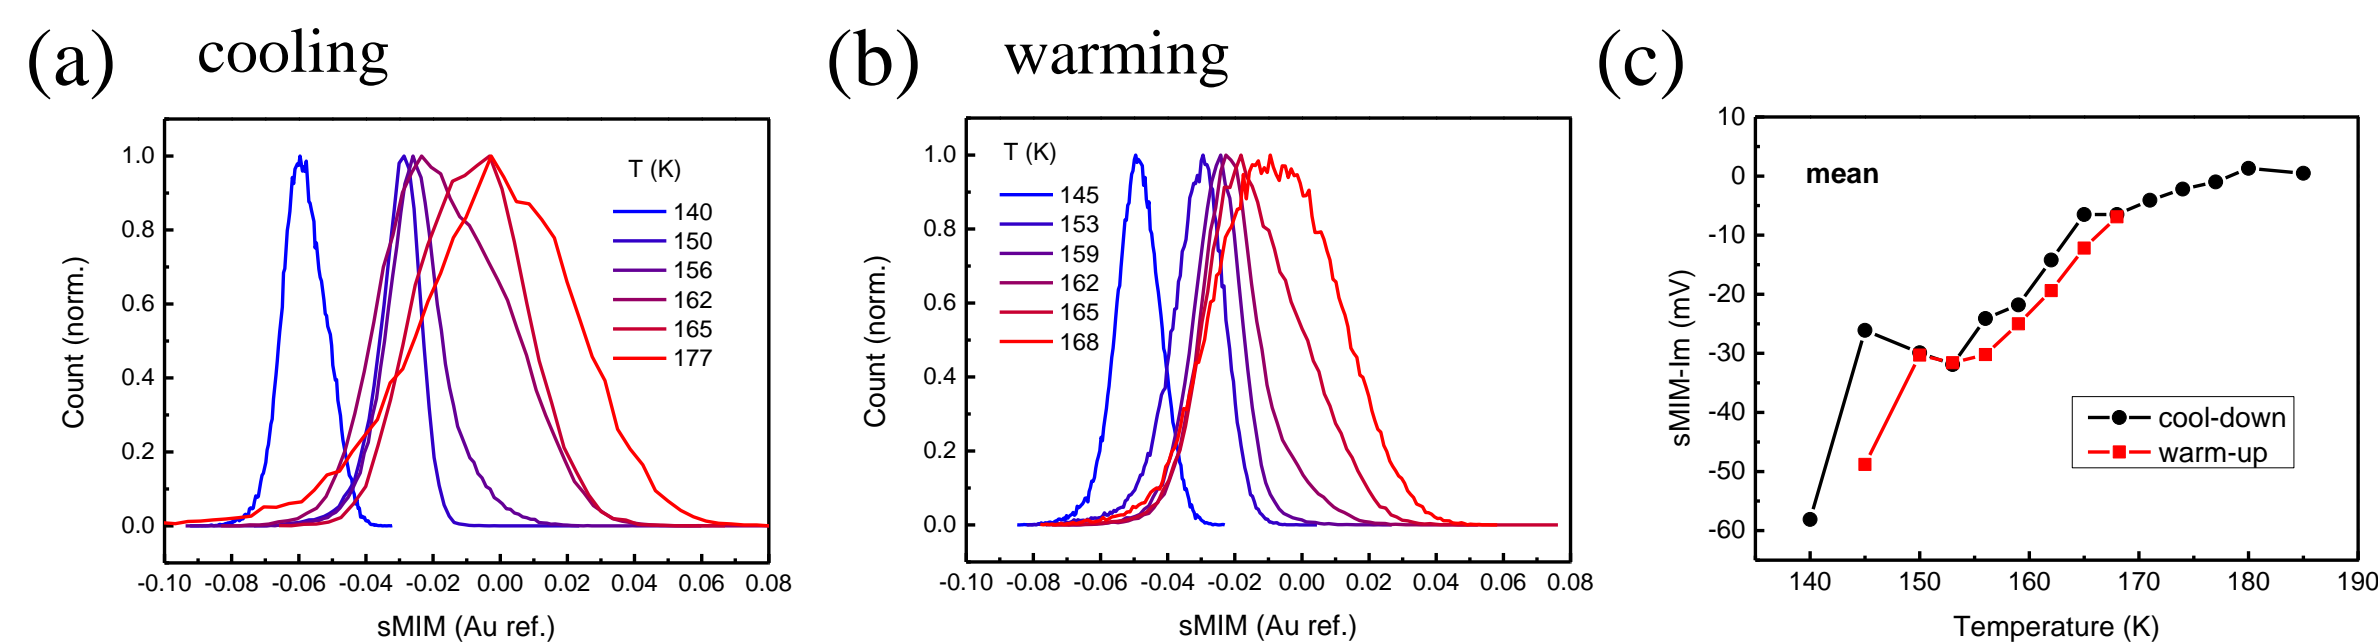 (a) cooling
1.0
0.8
0.6
0.4
0.2
0.0
Count (norm.)
T (K)
140
150
156
162
165
177
-0.10 -0.08 -0.06 -0.04 -0.02 0.00 0.02 0.04 0.06 0.08
sMIM (Au ref.)
(b) warming
1.0
0.8
0.6
0.4
0.2
0.0
Count (norm.)
T (K)
145
153
159
162
165
168
-0.10 -0.08 -0.06 -0.04 -0.02 0.00 0.02 0.04 0.06 0.08
sMIM (Au ref.)
(c)
10
0
-10
-20
-30
-40
-50
-60
sMIM-Im (mV)
mean
cool-down
warm-up
140 150 160 170 180 190
Temperature (K)